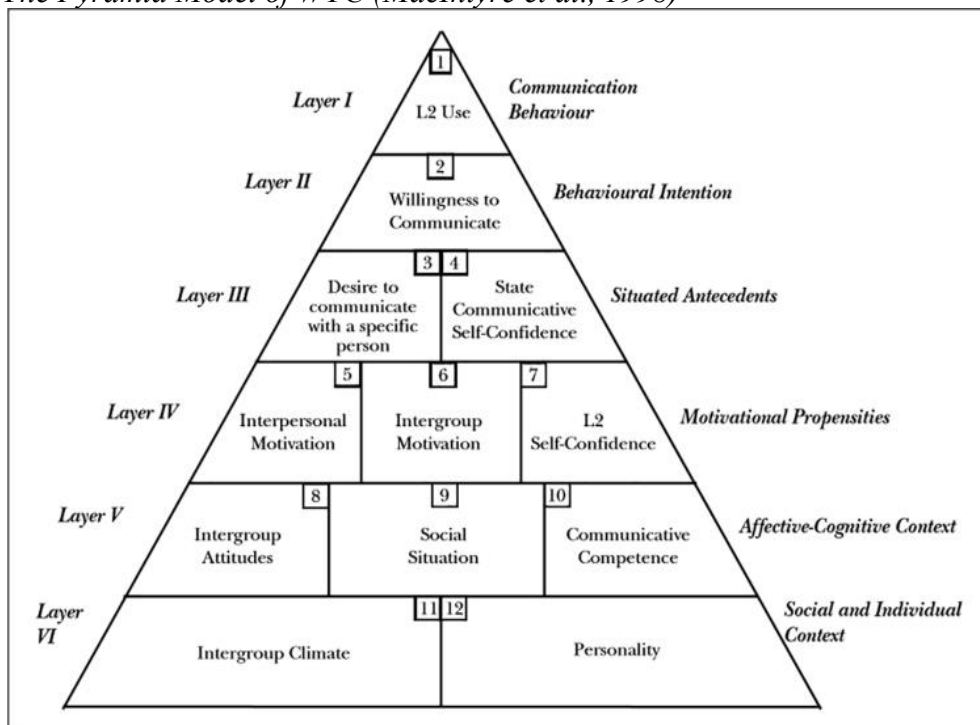 The Pyramid Model of WTC (MacIntyre et al., 1998)
1
Layer I
L2 Use
Communication
Behaviour
2
Layer II
Willingness to
Communicate
Behavioural Intention
3 4
Layer III
Desire to
communicate
with a specific
person
State
Communicative
Self-Confidence
Situated Antecedents
5 6 7
Layer IV
Interpersonal
Motivation
Intergroup
Motivation
L2
Self-Confidence
Motivational Propensities
8 9 10
Layer V
Intergroup
Attitudes
Social
Situation
Communicative
Competence
Affective-Cognitive Context
11 12
Layer
VI
Intergroup Climate
Personality
Social and Individual
Context